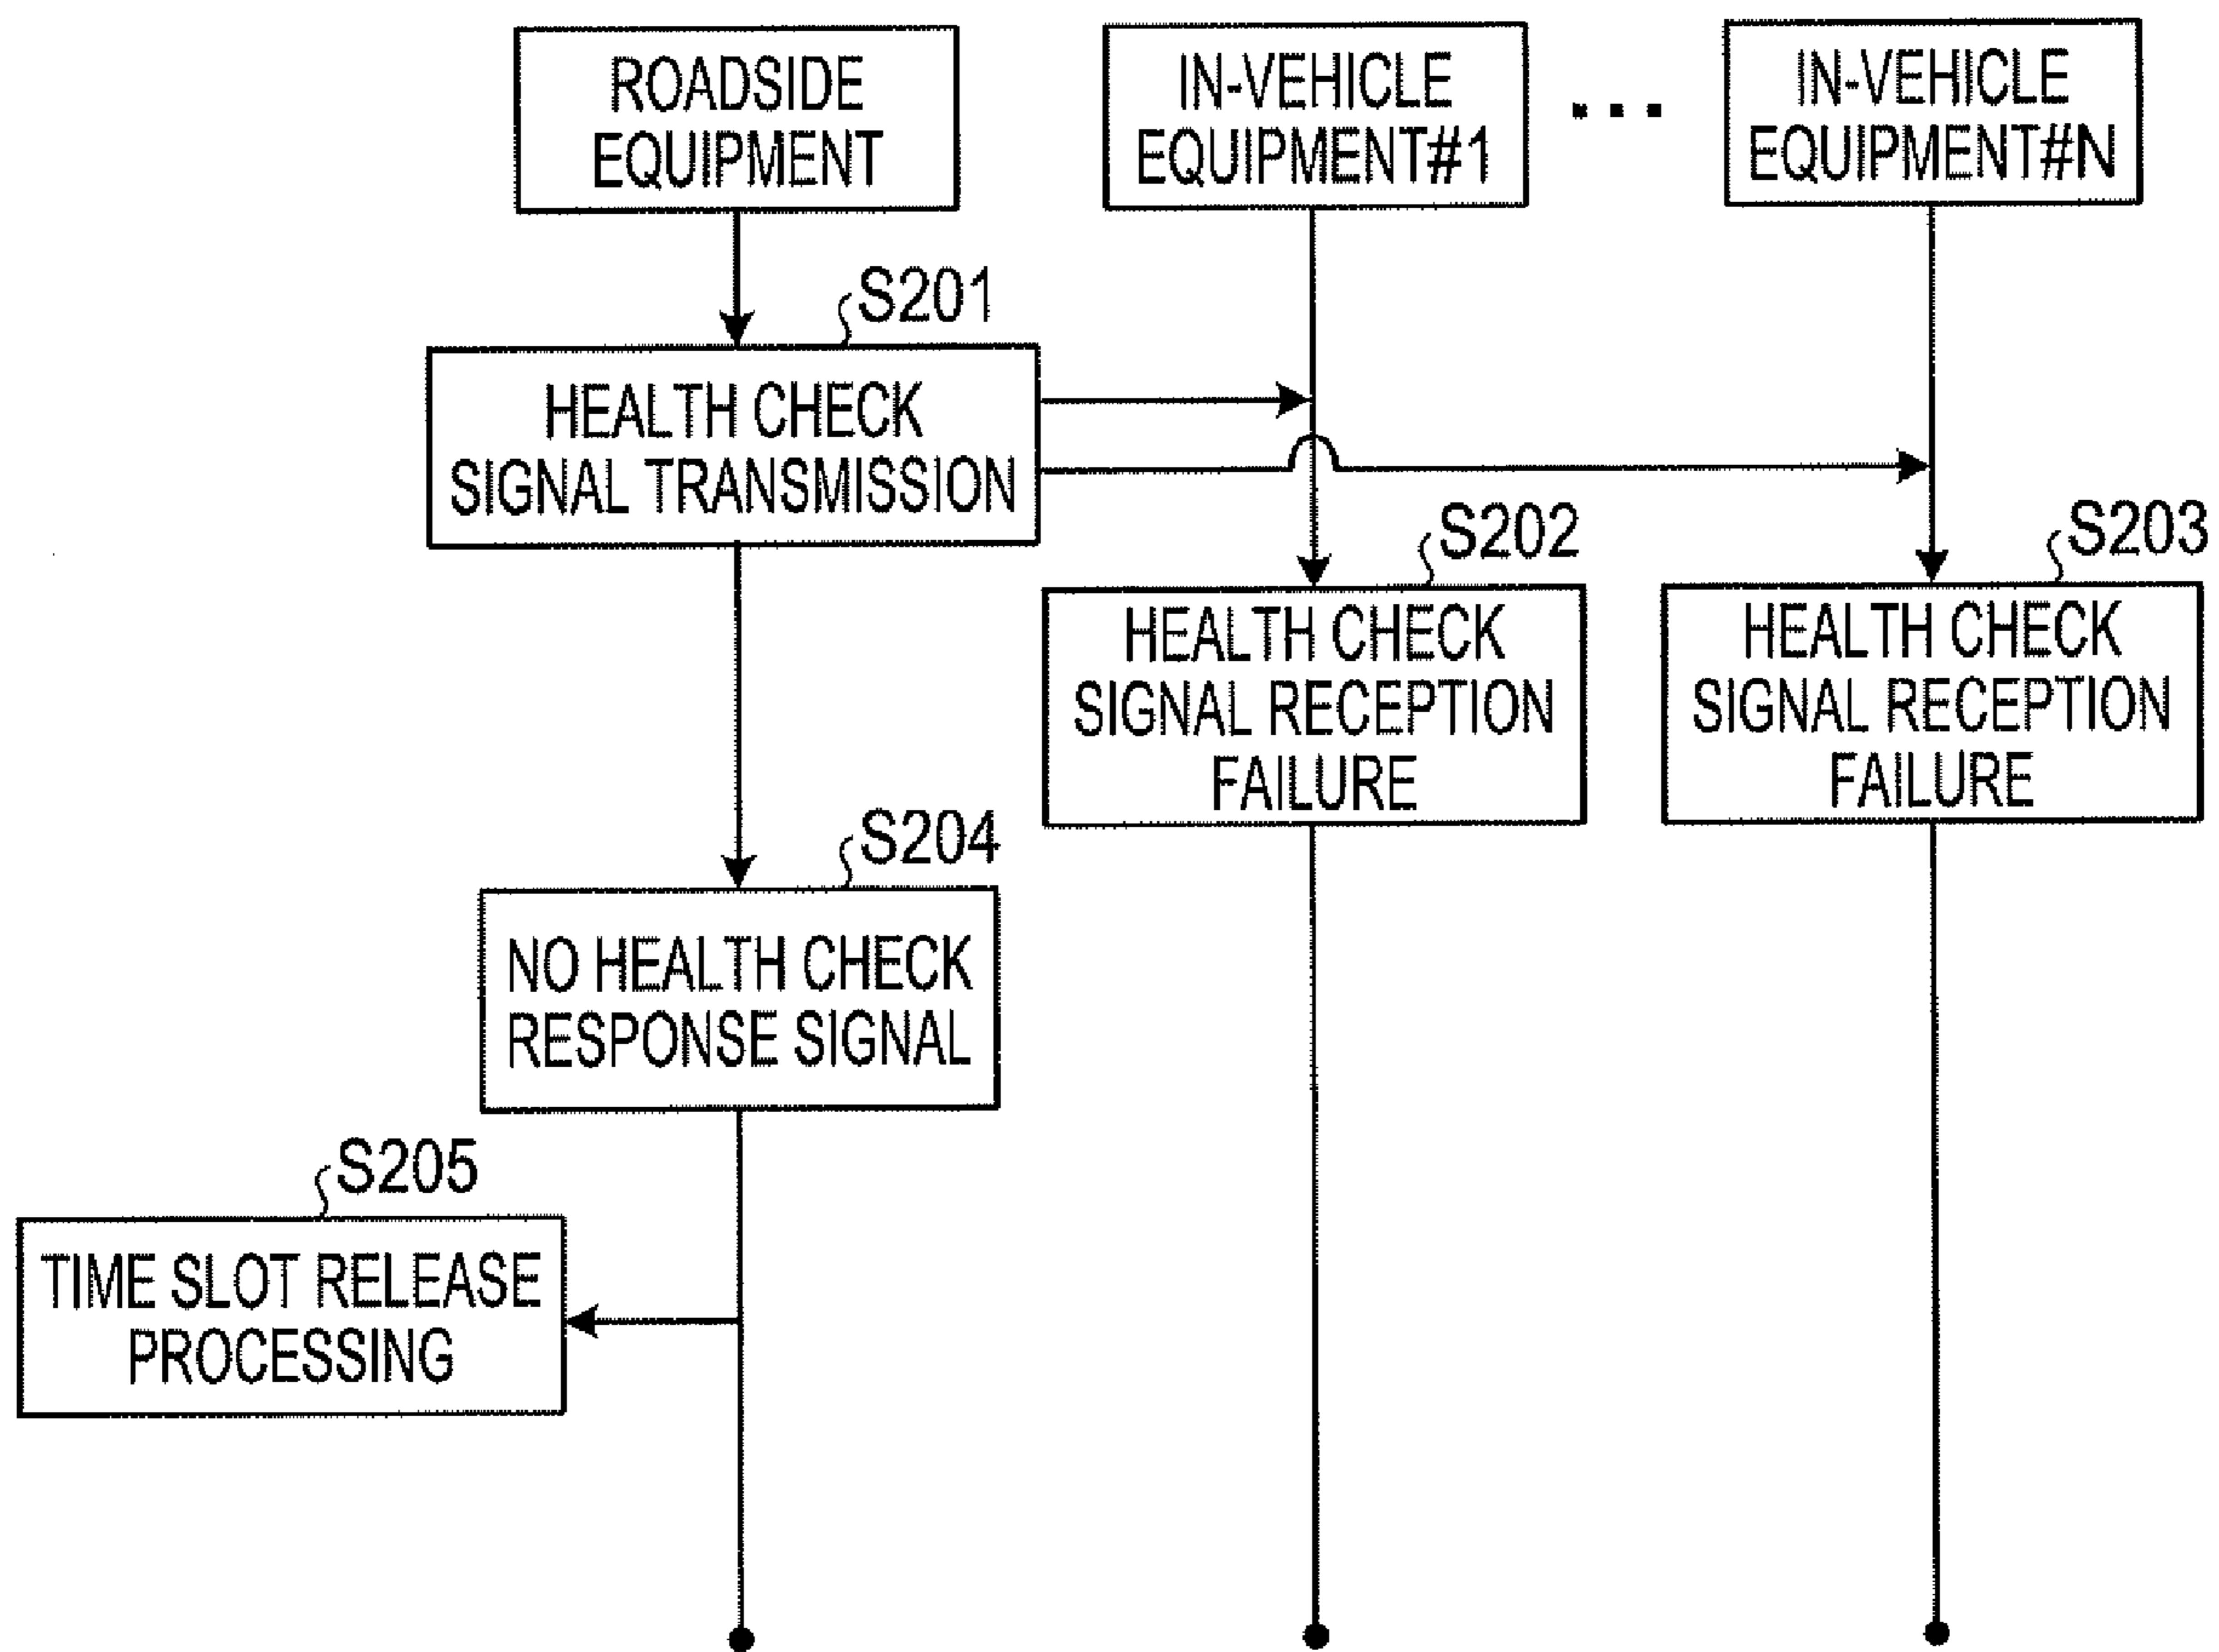 ROADSIDE
EQUIPMENT
IN-VEHICLE
EQUIPMENT#1
...
IN-VEHICLE
EQUIPMENT#N
S201
HEALTH CHECK
SIGNAL TRANSMISSION
S202
HEALTH CHECK
SIGNAL RECEPTION
FAILURE
S203
HEALTH CHECK
SIGNAL RECEPTION
FAILURE
S204
NO HEALTH CHECK
RESPONSE SIGNAL
S205
TIME SLOT RELEASE
PROCESSING